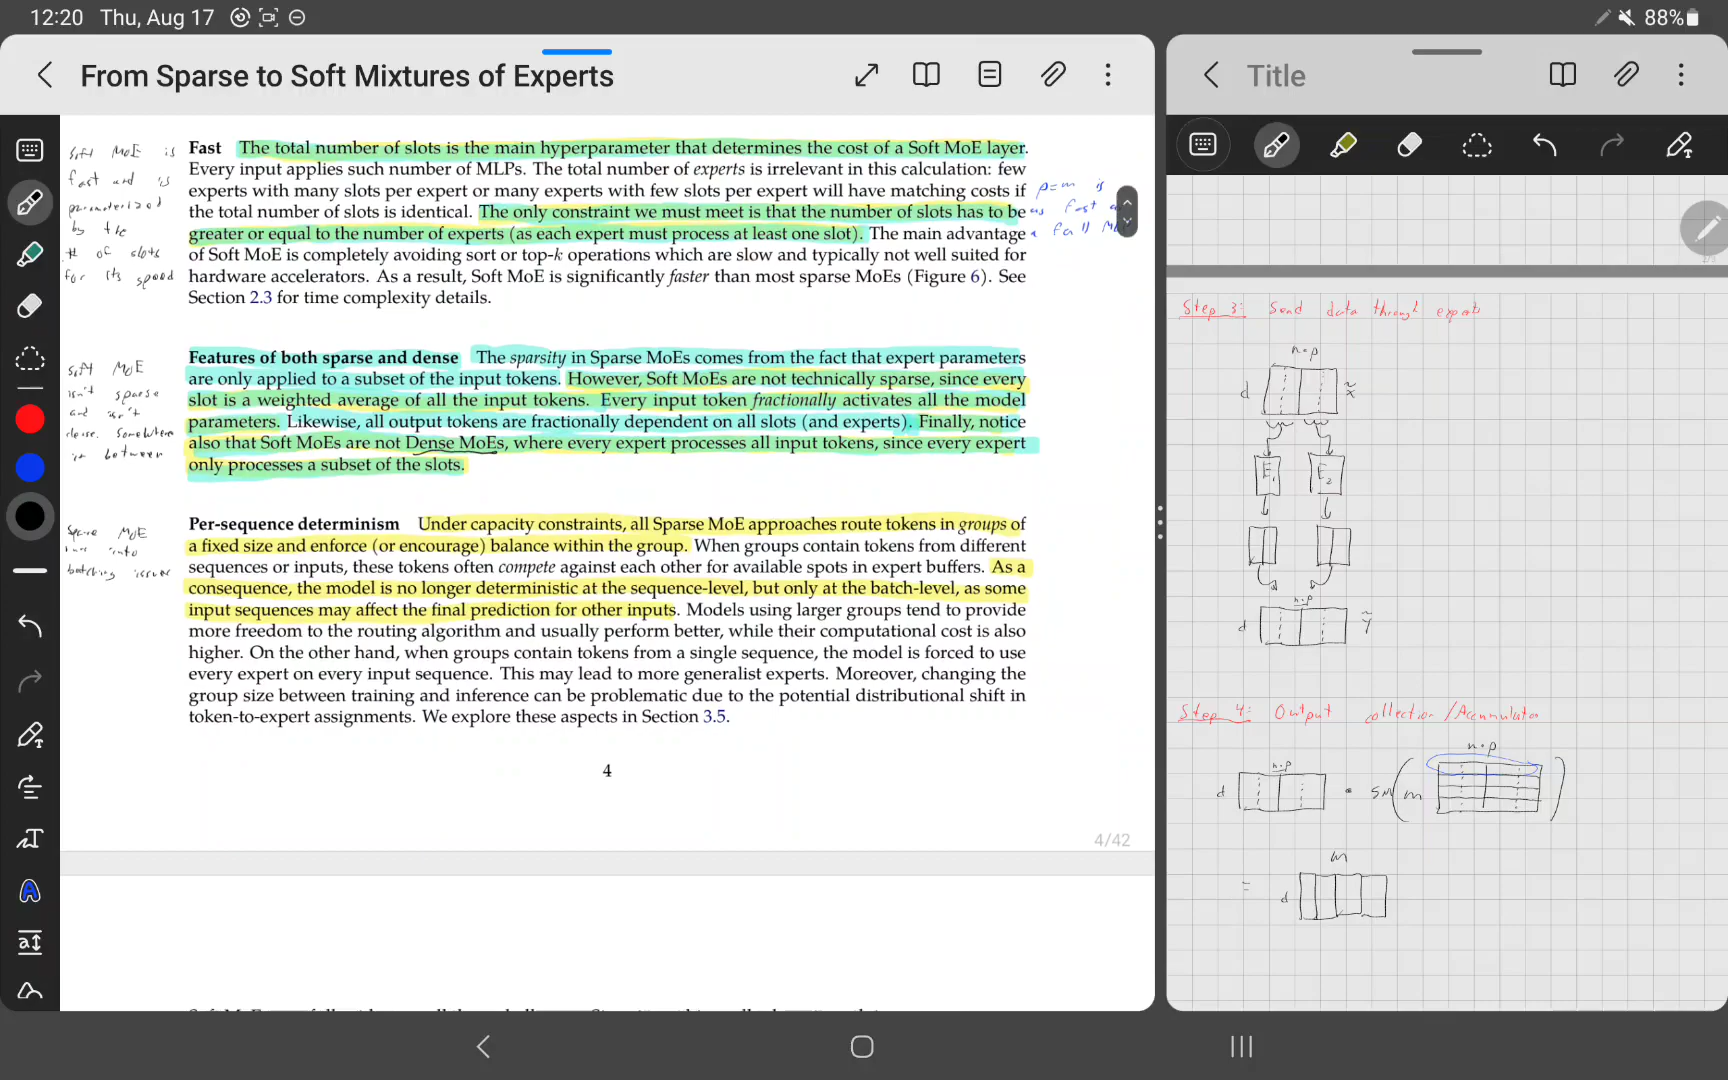 12:20 Thu, Aug 17
88%
From Sparse to Soft Mixtures of Experts
Title
Fast The total number of slots is the main hyperparameter that determines the cost of a Soft MoE layer.
Every input applies such number of MLPs. The total number of experts is irrelevant in this calculation: few
experts with many slots per expert or many experts with few slots per expert will have matching costs if
the total number of slots is identical. The only constraint we must meet is that the number of slots has to be
greater or equal to the number of experts (as each expert must process at least one slot). The main advantage
of Soft MoE is completely avoiding sort or top-k operations which are slow and typically not well suited for
hardware accelerators. As a result, Soft MoE is significantly faster than most sparse MoEs (Figure 6). See
Section 2.3 for time complexity details.
Soft MoE is
fast and is
parameterized
by the
# of slots
for its speed
p=m is
as fast
a full
Features of both sparse and dense The sparsity in Sparse MoEs comes from the fact that expert parameters
are only applied to a subset of the input tokens. However, Soft MoEs are not technically sparse, since every
slot is a weighted average of all the input tokens. Every input token fractionally activates all the model
parameters. Likewise, all output tokens are fractionally dependent on all slots (and experts). Finally, notice
also that Soft MoEs are not Dense MoEs, where every expert processes all input tokens, since every expert
only processes a subset of the slots.
Soft MoE
isn't sparse
and isn't
dense. Somewhere
in between
Per-sequence determinism Under capacity constraints, all Sparse MoE approaches route tokens in groups of
a fixed size and enforce (or encourage) balance within the group. When groups contain tokens from different
sequences or inputs, these tokens often compete against each other for available spots in expert buffers. As a
consequence, the model is no longer deterministic at the sequence-level, but only at the batch-level, as some
input sequences may affect the final prediction for other inputs. Models using larger groups tend to provide
more freedom to the routing algorithm and usually perform better, while their computational cost is also
higher. On the other hand, when groups contain tokens from a single sequence, the model is forced to use
every expert on every input sequence. This may lead to more generalist experts. Moreover, changing the
group size between training and inference can be problematic due to the potential distributional shift in
token-to-expert assignments. We explore these aspects in Section 3.5.
Sparse MoE
into
batching issues
4
4/42
Step 3: Send data through experts
n·p
d
x̃
E1
E2
n·p
d
Ỹ
Step 4: Output collection/Accumulator
n·p
n·p
d
· SM(m
)
m
=
d